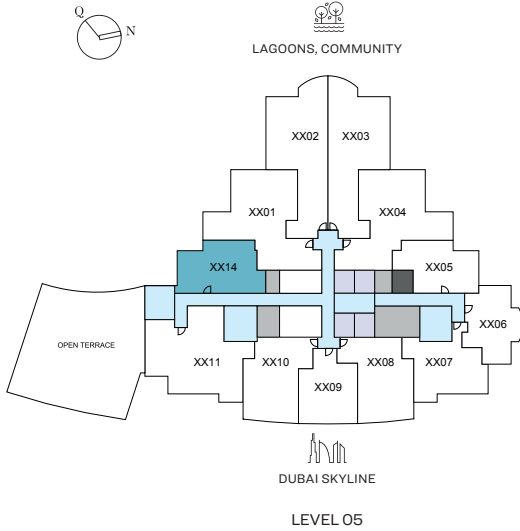 Q
N
LAGOONS, COMMUNITY
XX02
XX03
XX01
XX04
XX14
XX05
XX06
OPEN TERRACE
XX11
XX10
XX08
XX07
XX09
DUBAI SKYLINE
LEVEL 05